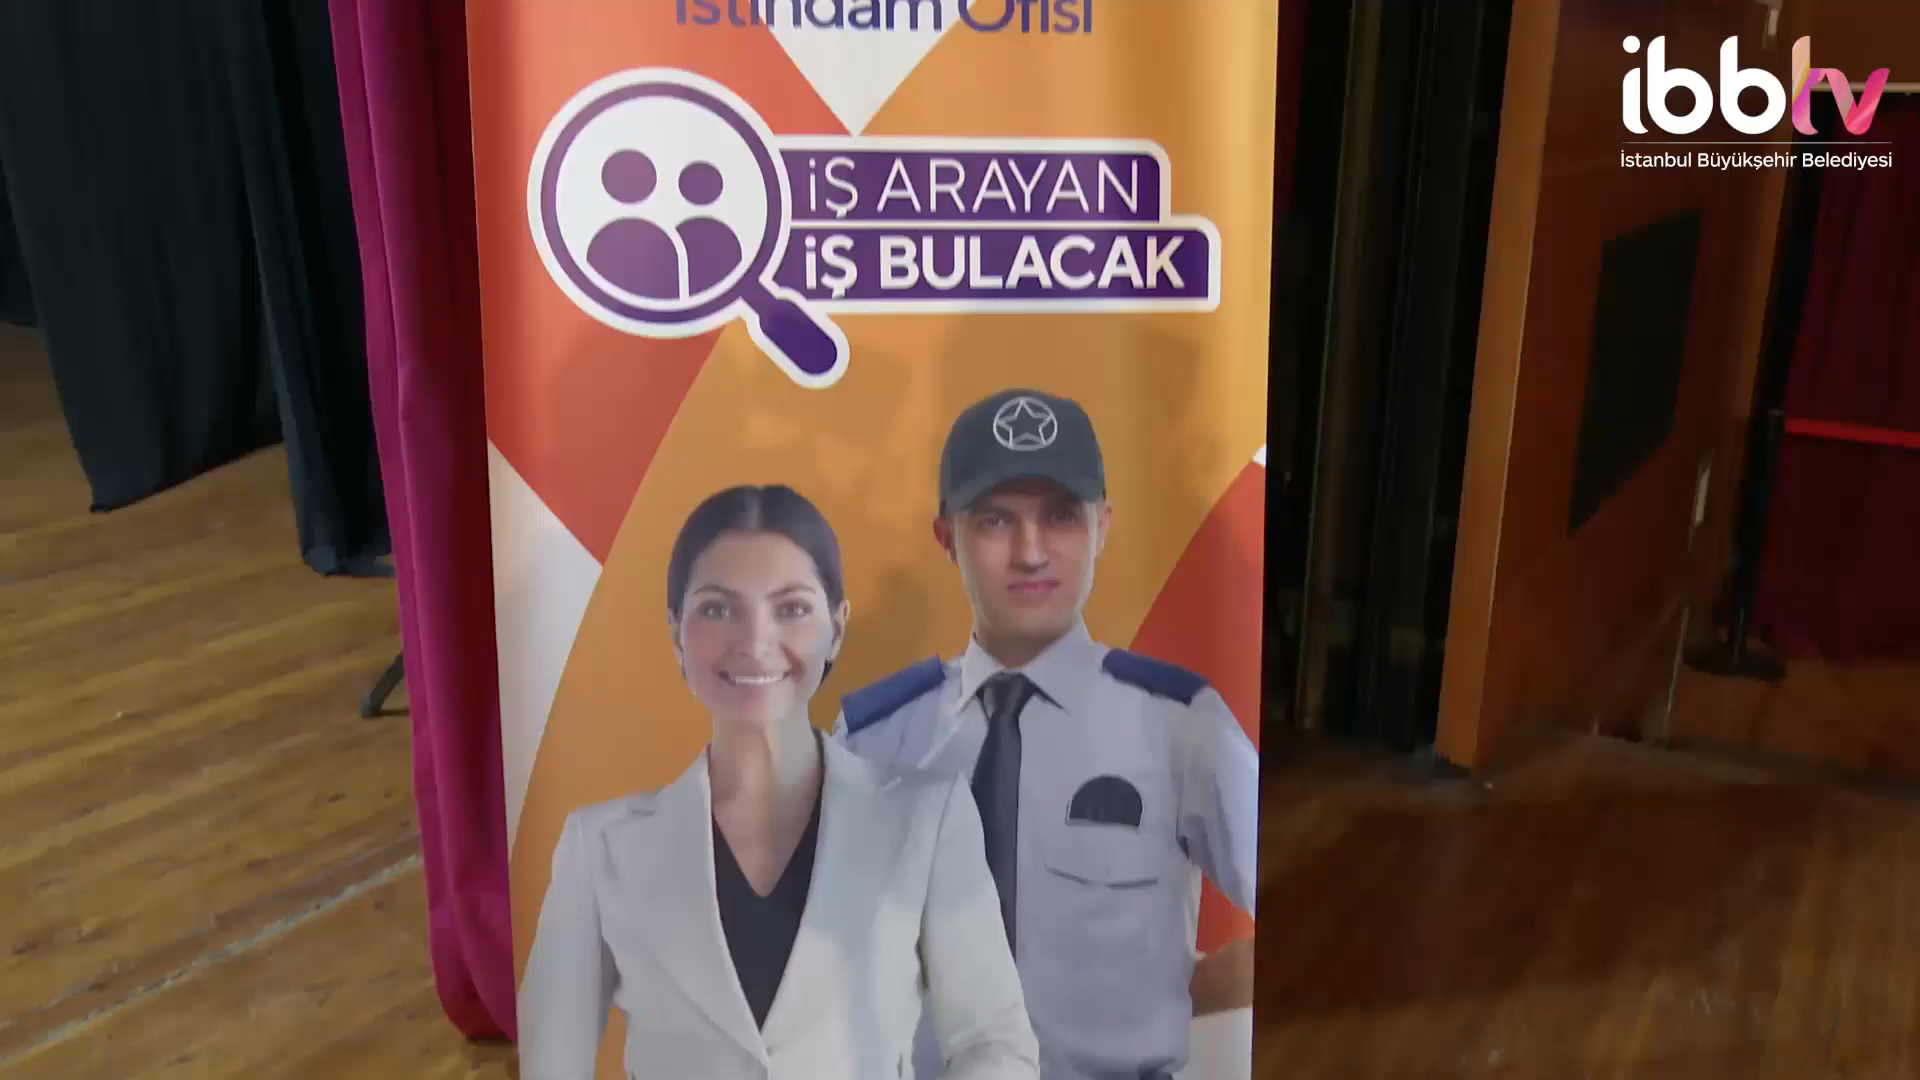 İstihdam Ofisi
İŞ ARAYAN
İŞ BULACAK
ibbtv
İstanbul Büyükşehir Belediyesi